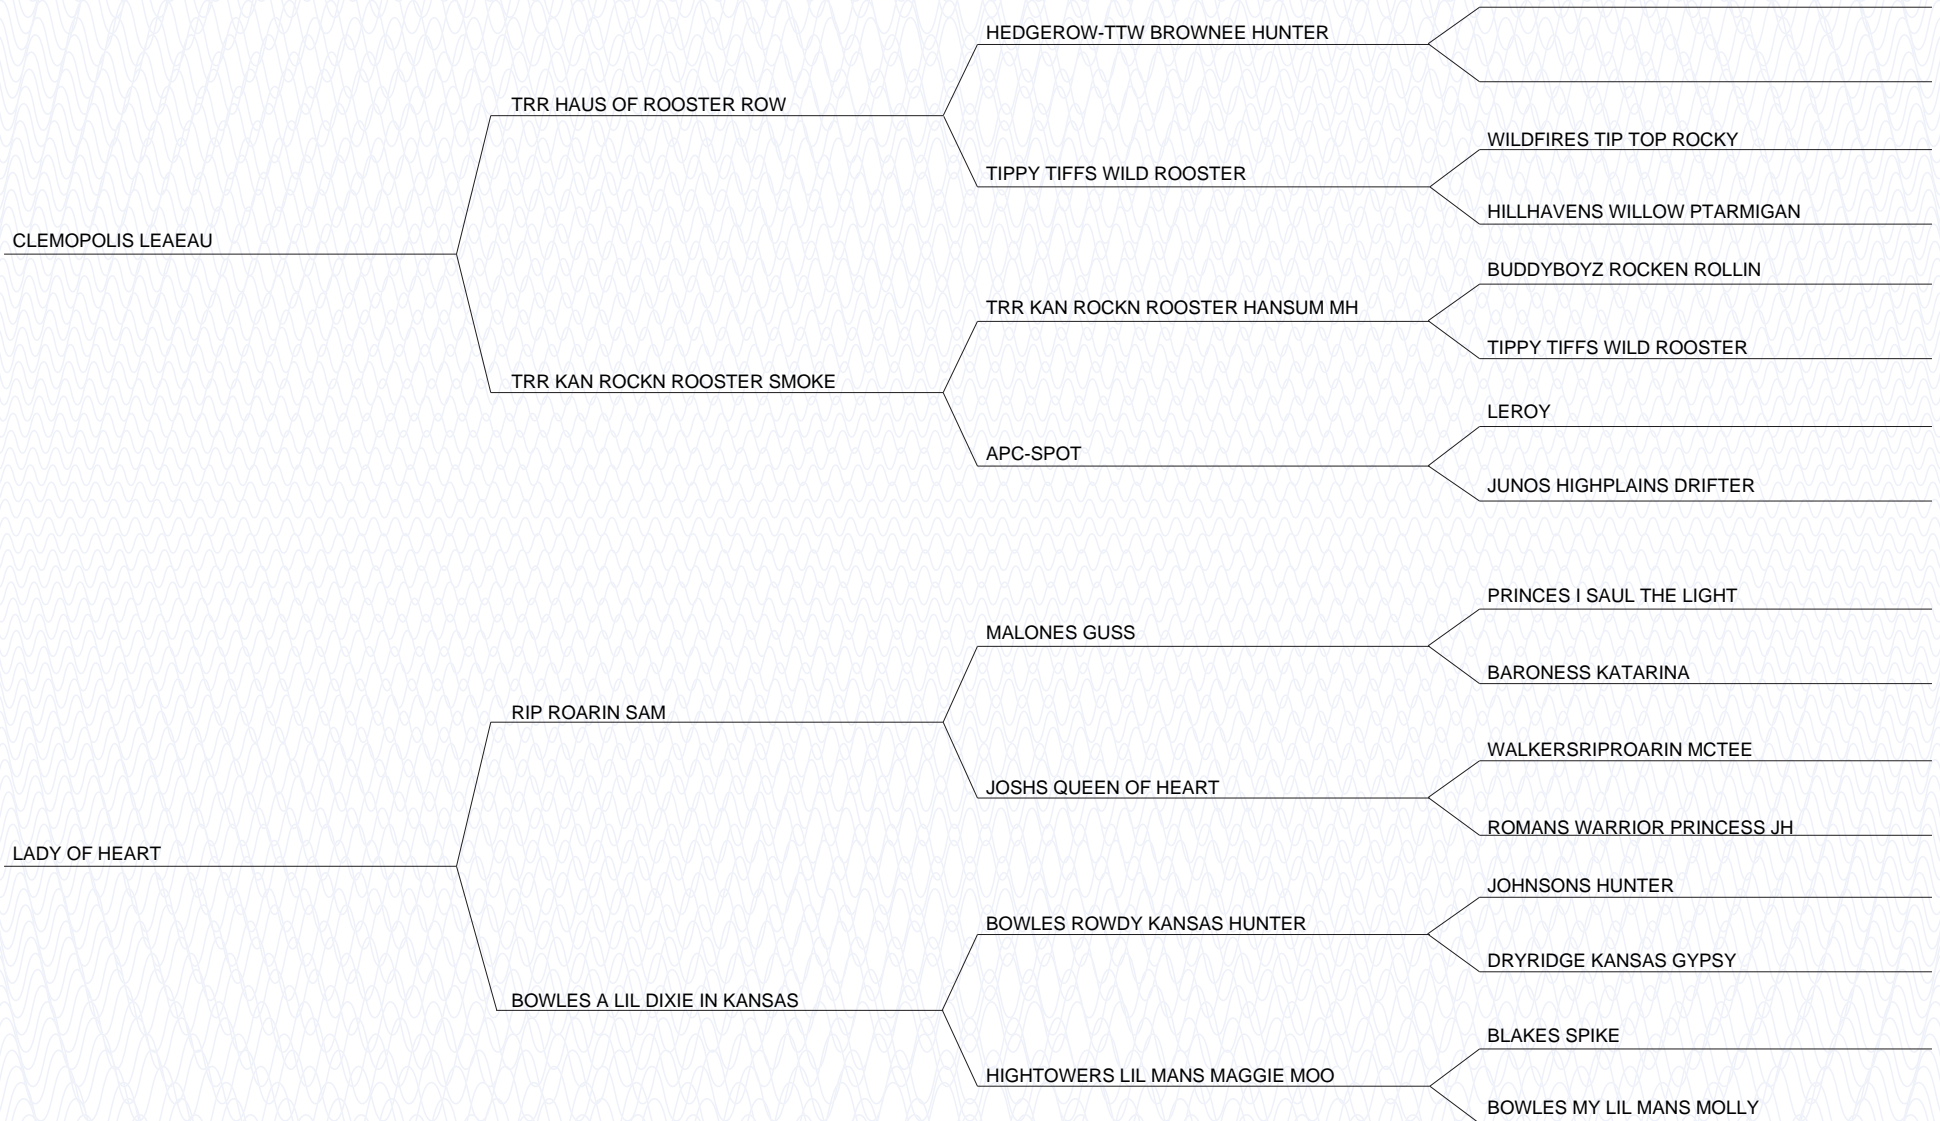 HEDGEROW-TTW BROWNEE HUNTER
TRR HAUS OF ROOSTER ROW
WILDFIRES TIP TOP ROCKY
TIPPY TIFFS WILD ROOSTER
HILLHAVENS WILLOW PTARMIGAN
CLEMOPOLIS LEAEAU
BUDDYBOYZ ROCKEN ROLLIN
TRR KAN ROCKN ROOSTER HANSUM MH
TIPPY TIFFS WILD ROOSTER
TRR KAN ROCKN ROOSTER SMOKE
LEROY
APC-SPOT
JUNOS HIGHPLAINS DRIFTER
PRINCES I SAUL THE LIGHT
MALONES GUSS
BARONESS KATARINA
RIP ROARIN SAM
WALKERSRIPROARIN MCTEE
JOSHS QUEEN OF HEART
ROMANS WARRIOR PRINCESS JH
LADY OF HEART
JOHNSONS HUNTER
BOWLES ROWDY KANSAS HUNTER
DRYRIDGE KANSAS GYPSY
BOWLES A LIL DIXIE IN KANSAS
BLAKES SPIKE
HIGHTOWERS LIL MANS MAGGIE MOO
BOWLES MY LIL MANS MOLLY